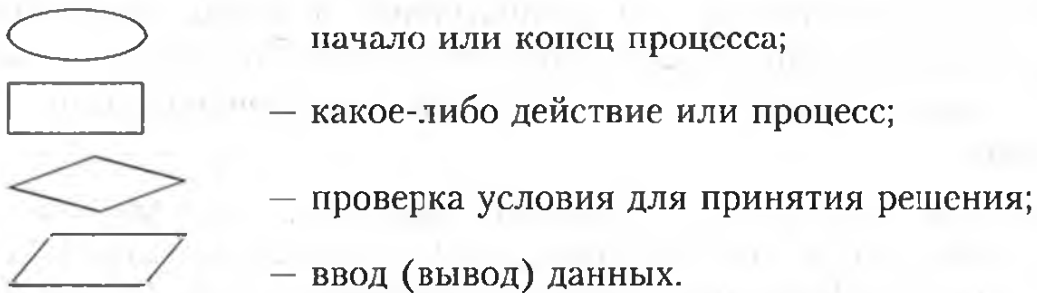 — начало или конец процесса;
— какое-либо действие или процесс;
— проверка условия для принятия решения;
— ввод (вывод) данных.